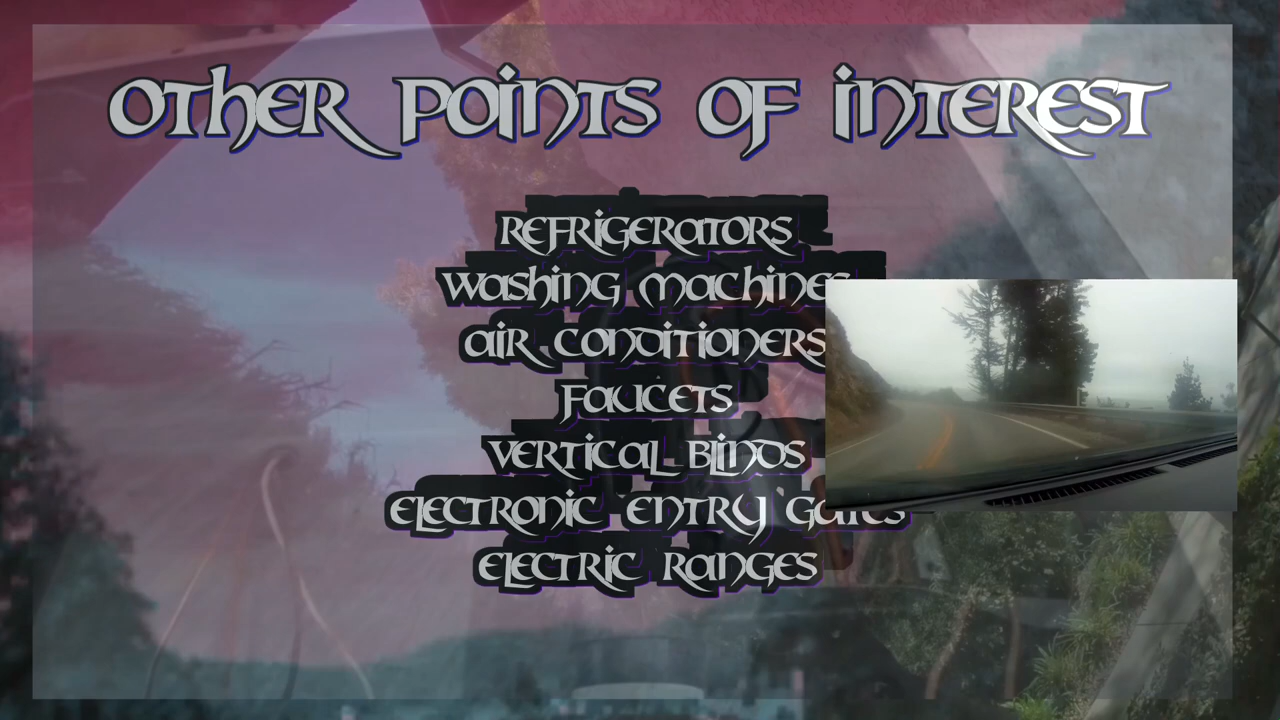 OTHER POINTS OF INTEREST
REFRIGERATORS
WASHING MACHINES
AIR CONDITIONERS
FAUCETS
VERTICAL BLINDS
ELECTRONIC ENTRY GATES
ELECTRIC RANGES